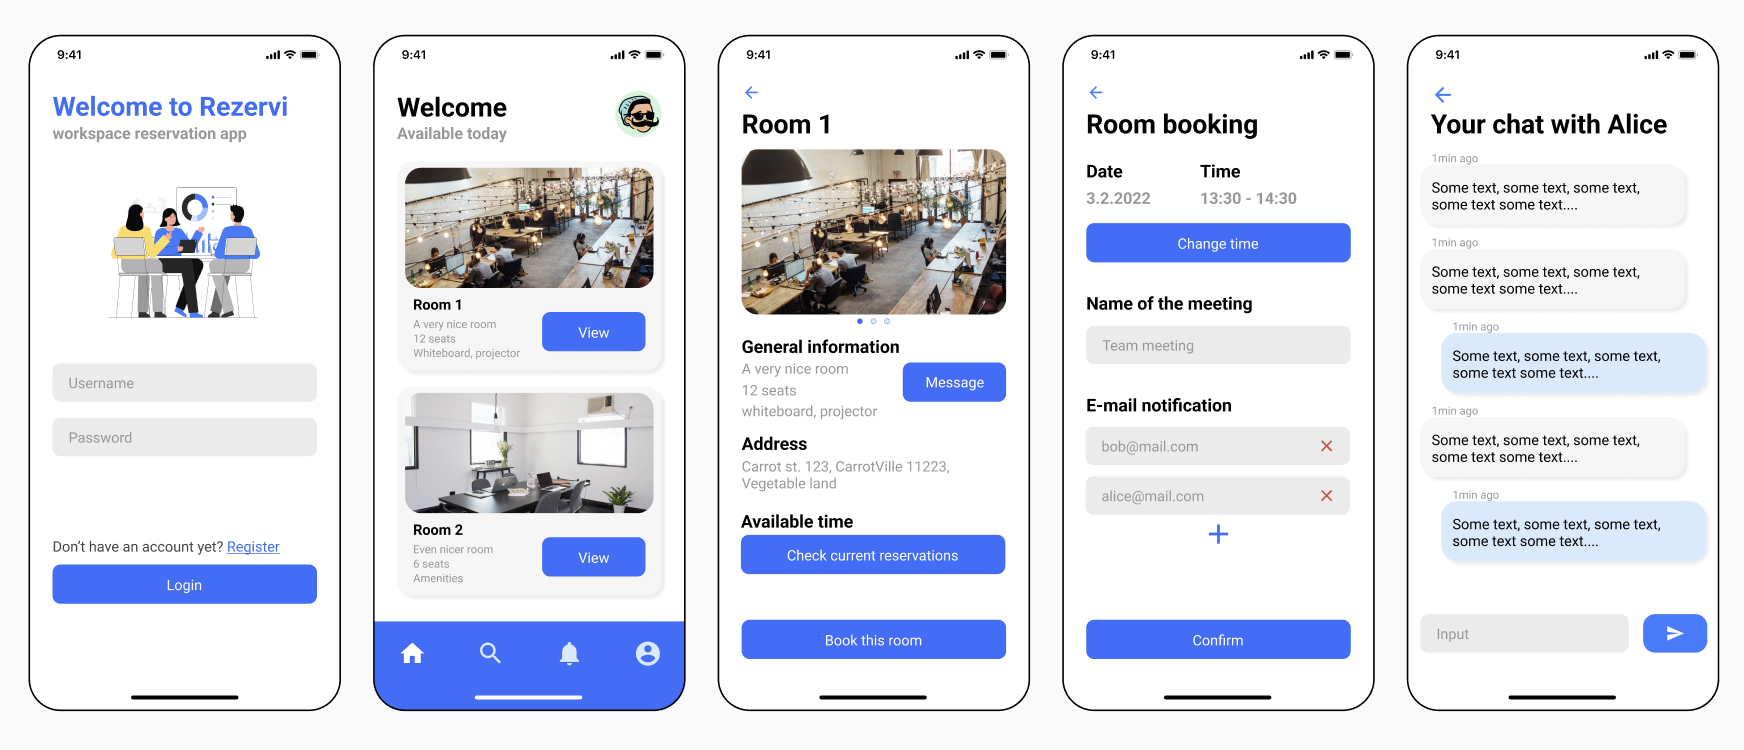 9:41
Welcome to Rezervi
workspace reservation app
Username
Password
Don't have an account yet? Register
Login
9:41
Welcome
Available today
Room 1
A very nice room
12 seats
Whiteboard, projector
View
Room 2
Even nicer room
6 seats
Amenities
View
9:41
Room 1
General information
A very nice room
12 seats
whiteboard, projector
Message
Address
Carrot st. 123, CarrotVille 11223,
Vegetable land
Available time
Check current reservations
Book this room
9:41
Room booking
Date Time
3.2.2022 13:30 - 14:30
Change time
Name of the meeting
Team meeting
E-mail notification
bob@mail.com
alice@mail.com
Confirm
9:41
Your chat with Alice
1min ago
Some text, some text, some text,
some text some text....
1min ago
Some text, some text, some text,
some text some text....
1min ago
Some text, some text, some text,
some text some text....
1min ago
Some text, some text, some text,
some text some text....
1min ago
Some text, some text, some text,
some text some text....
Input